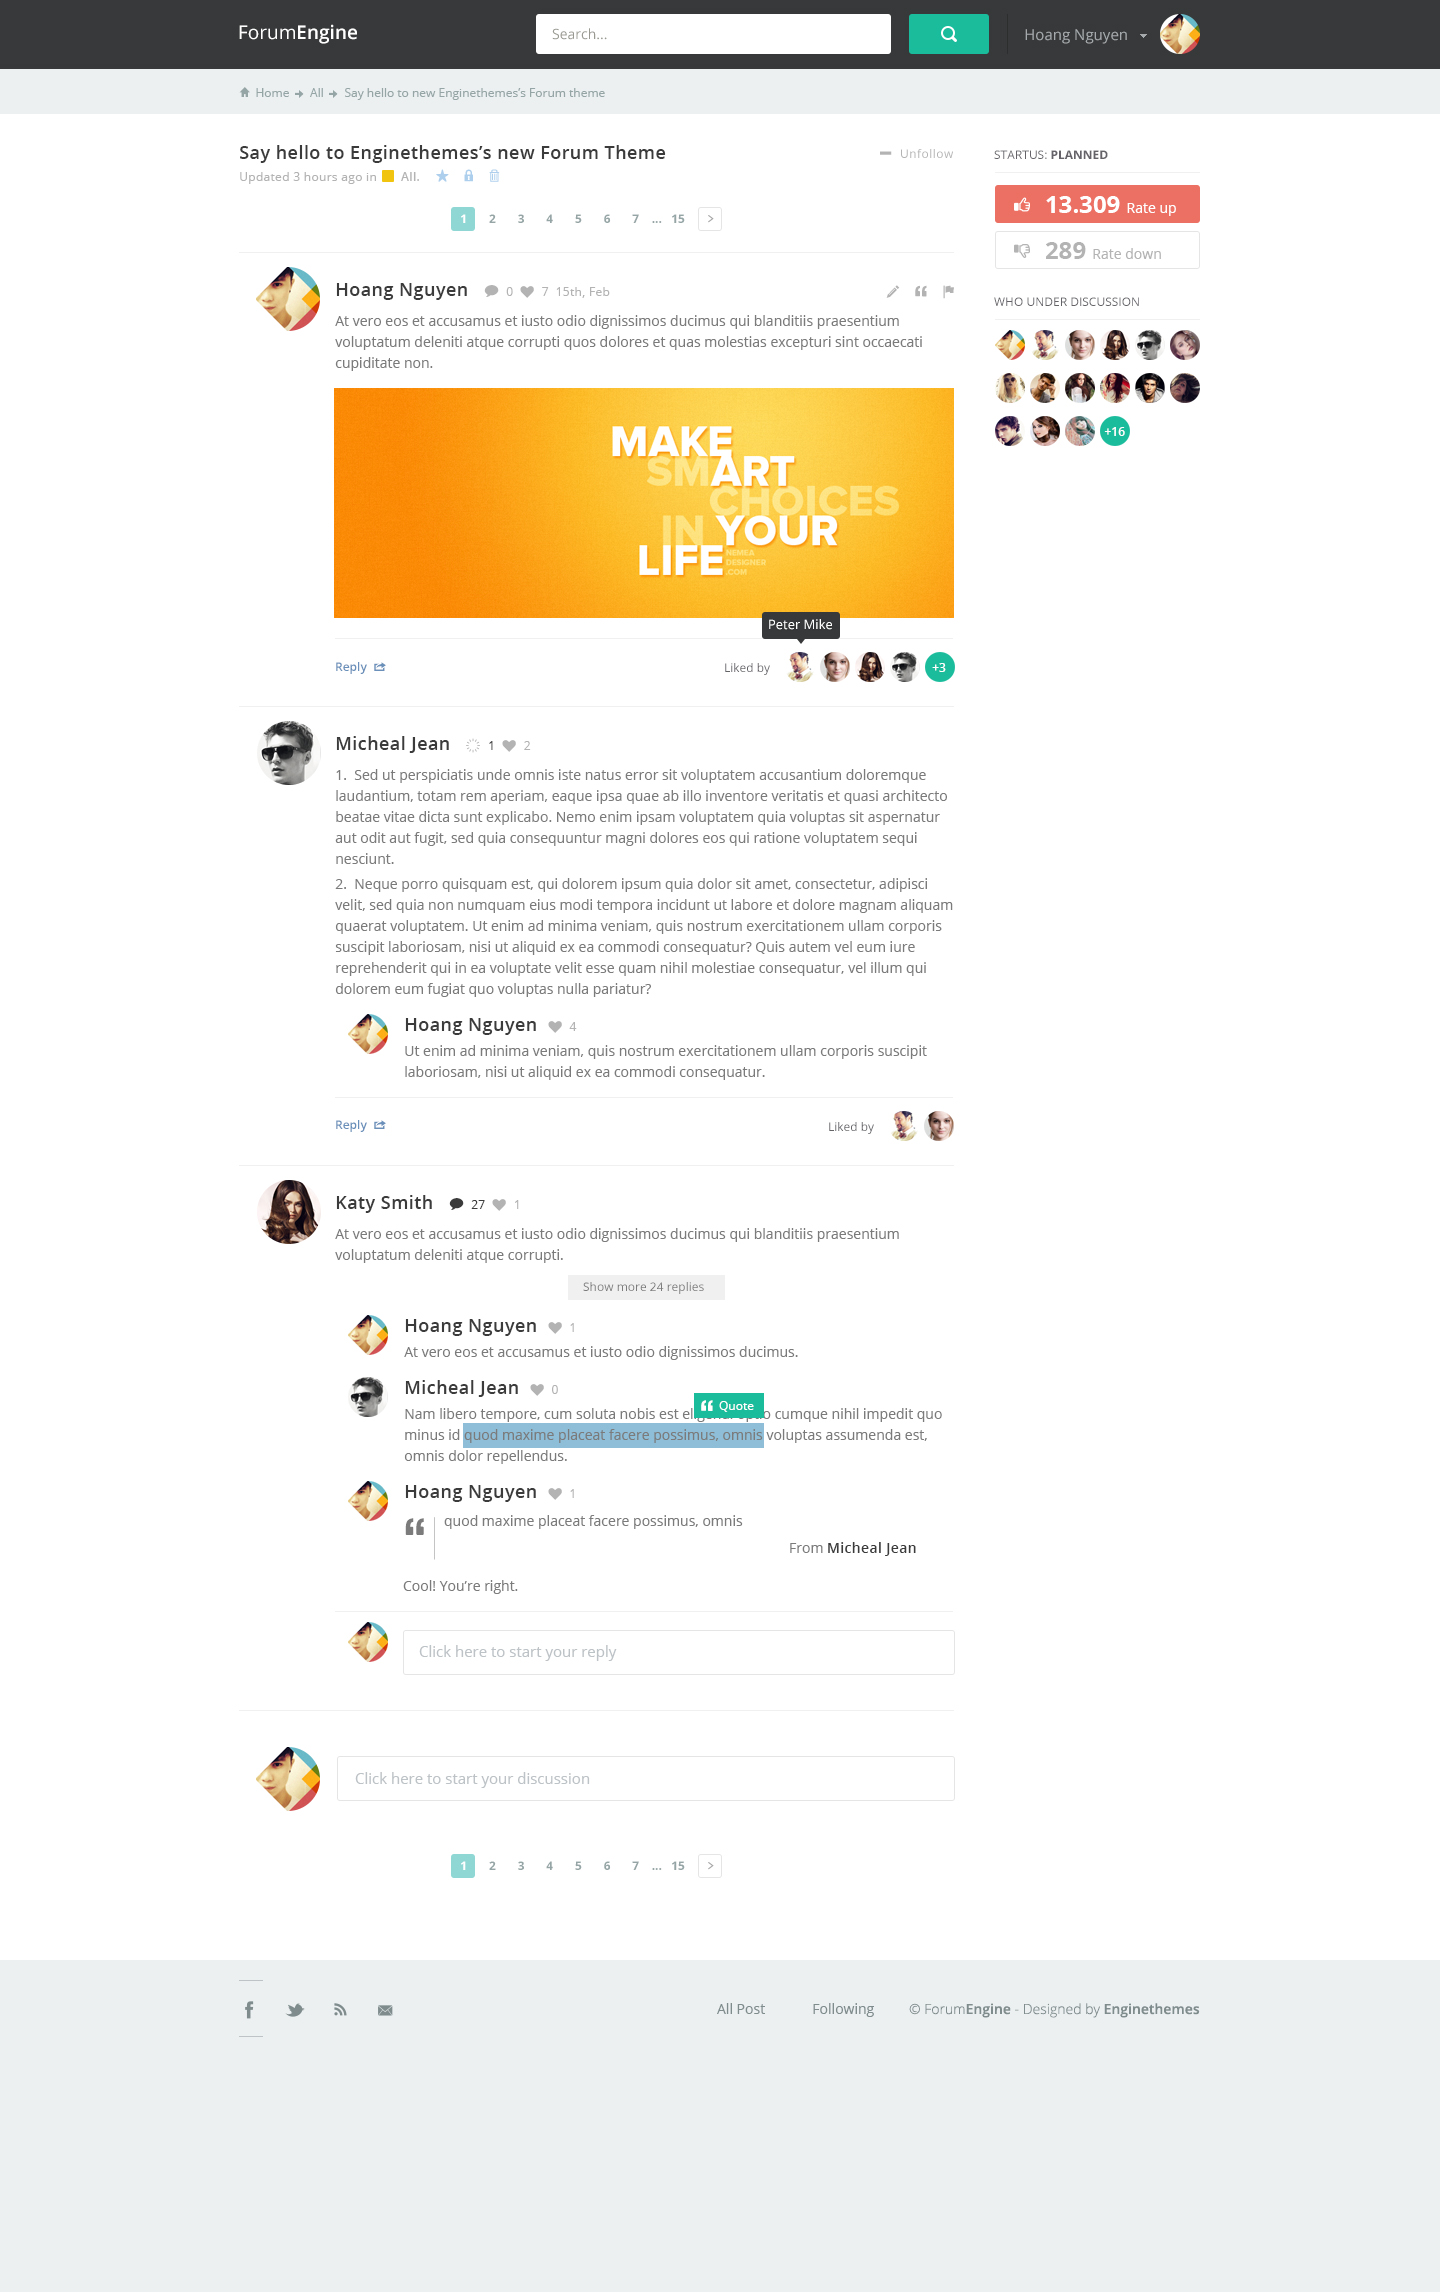 ForumEngine
Search...
Hoang Nguyen
Home All Say hello to new Enginethemes’s Forum theme
Say hello to Enginethemes’s new Forum Theme
Unfollow
Updated 3 hours ago in All.
1 2 3 4 5 6 7 ... 15 >
STARTUS: PLANNED
13.309 Rate up
289 Rate down
WHO UNDER DISCUSSION
+16
Hoang Nguyen 0 7 15th, Feb
At vero eos et accusamus et iusto odio dignissimos ducimus qui blanditiis praesentium
voluptatum deleniti atque corrupti quos dolores et quas molestias excepturi sint occaecati
cupiditate non.
MAKE
SMART
CHOICES
IN YOUR
LIFE
NEMEA
DESIGNER
.COM
Peter Mike
Reply
Liked by
+3
Micheal Jean 1 2
1. Sed ut perspiciatis unde omnis iste natus error sit voluptatem accusantium doloremque
laudantium, totam rem aperiam, eaque ipsa quae ab illo inventore veritatis et quasi architecto
beatae vitae dicta sunt explicabo. Nemo enim ipsam voluptatem quia voluptas sit aspernatur
aut odit aut fugit, sed quia consequuntur magni dolores eos qui ratione voluptatem sequi
nesciunt.
2. Neque porro quisquam est, qui dolorem ipsum quia dolor sit amet, consectetur, adipisci
velit, sed quia non numquam eius modi tempora incidunt ut labore et dolore magnam aliquam
quaerat voluptatem. Ut enim ad minima veniam, quis nostrum exercitationem ullam corporis
suscipit laboriosam, nisi ut aliquid ex ea commodi consequatur? Quis autem vel eum iure
reprehenderit qui in ea voluptate velit esse quam nihil molestiae consequatur, vel illum qui
dolorem eum fugiat quo voluptas nulla pariatur?
Hoang Nguyen 4
Ut enim ad minima veniam, quis nostrum exercitationem ullam corporis suscipit
laboriosam, nisi ut aliquid ex ea commodi consequatur.
Reply
Liked by
Katy Smith 27 1
At vero eos et accusamus et iusto odio dignissimos ducimus qui blanditiis praesentium
voluptatum deleniti atque corrupti.
Show more 24 replies
Hoang Nguyen 1
At vero eos et accusamus et iusto odio dignissimos ducimus.
Micheal Jean 0
Quote
Nam libero tempore, cum soluta nobis est cumque nihil impedit quo
minus id quod maxime placeat facere possimus, omnis voluptas assumenda est,
omnis dolor repellendus.
Hoang Nguyen 1
“ quod maxime placeat facere possimus, omnis
From Micheal Jean
Cool! You’re right.
Click here to start your reply
Click here to start your discussion
1 2 3 4 5 6 7 ... 15 >
All Post Following © ForumEngine - Designed by Enginethemes